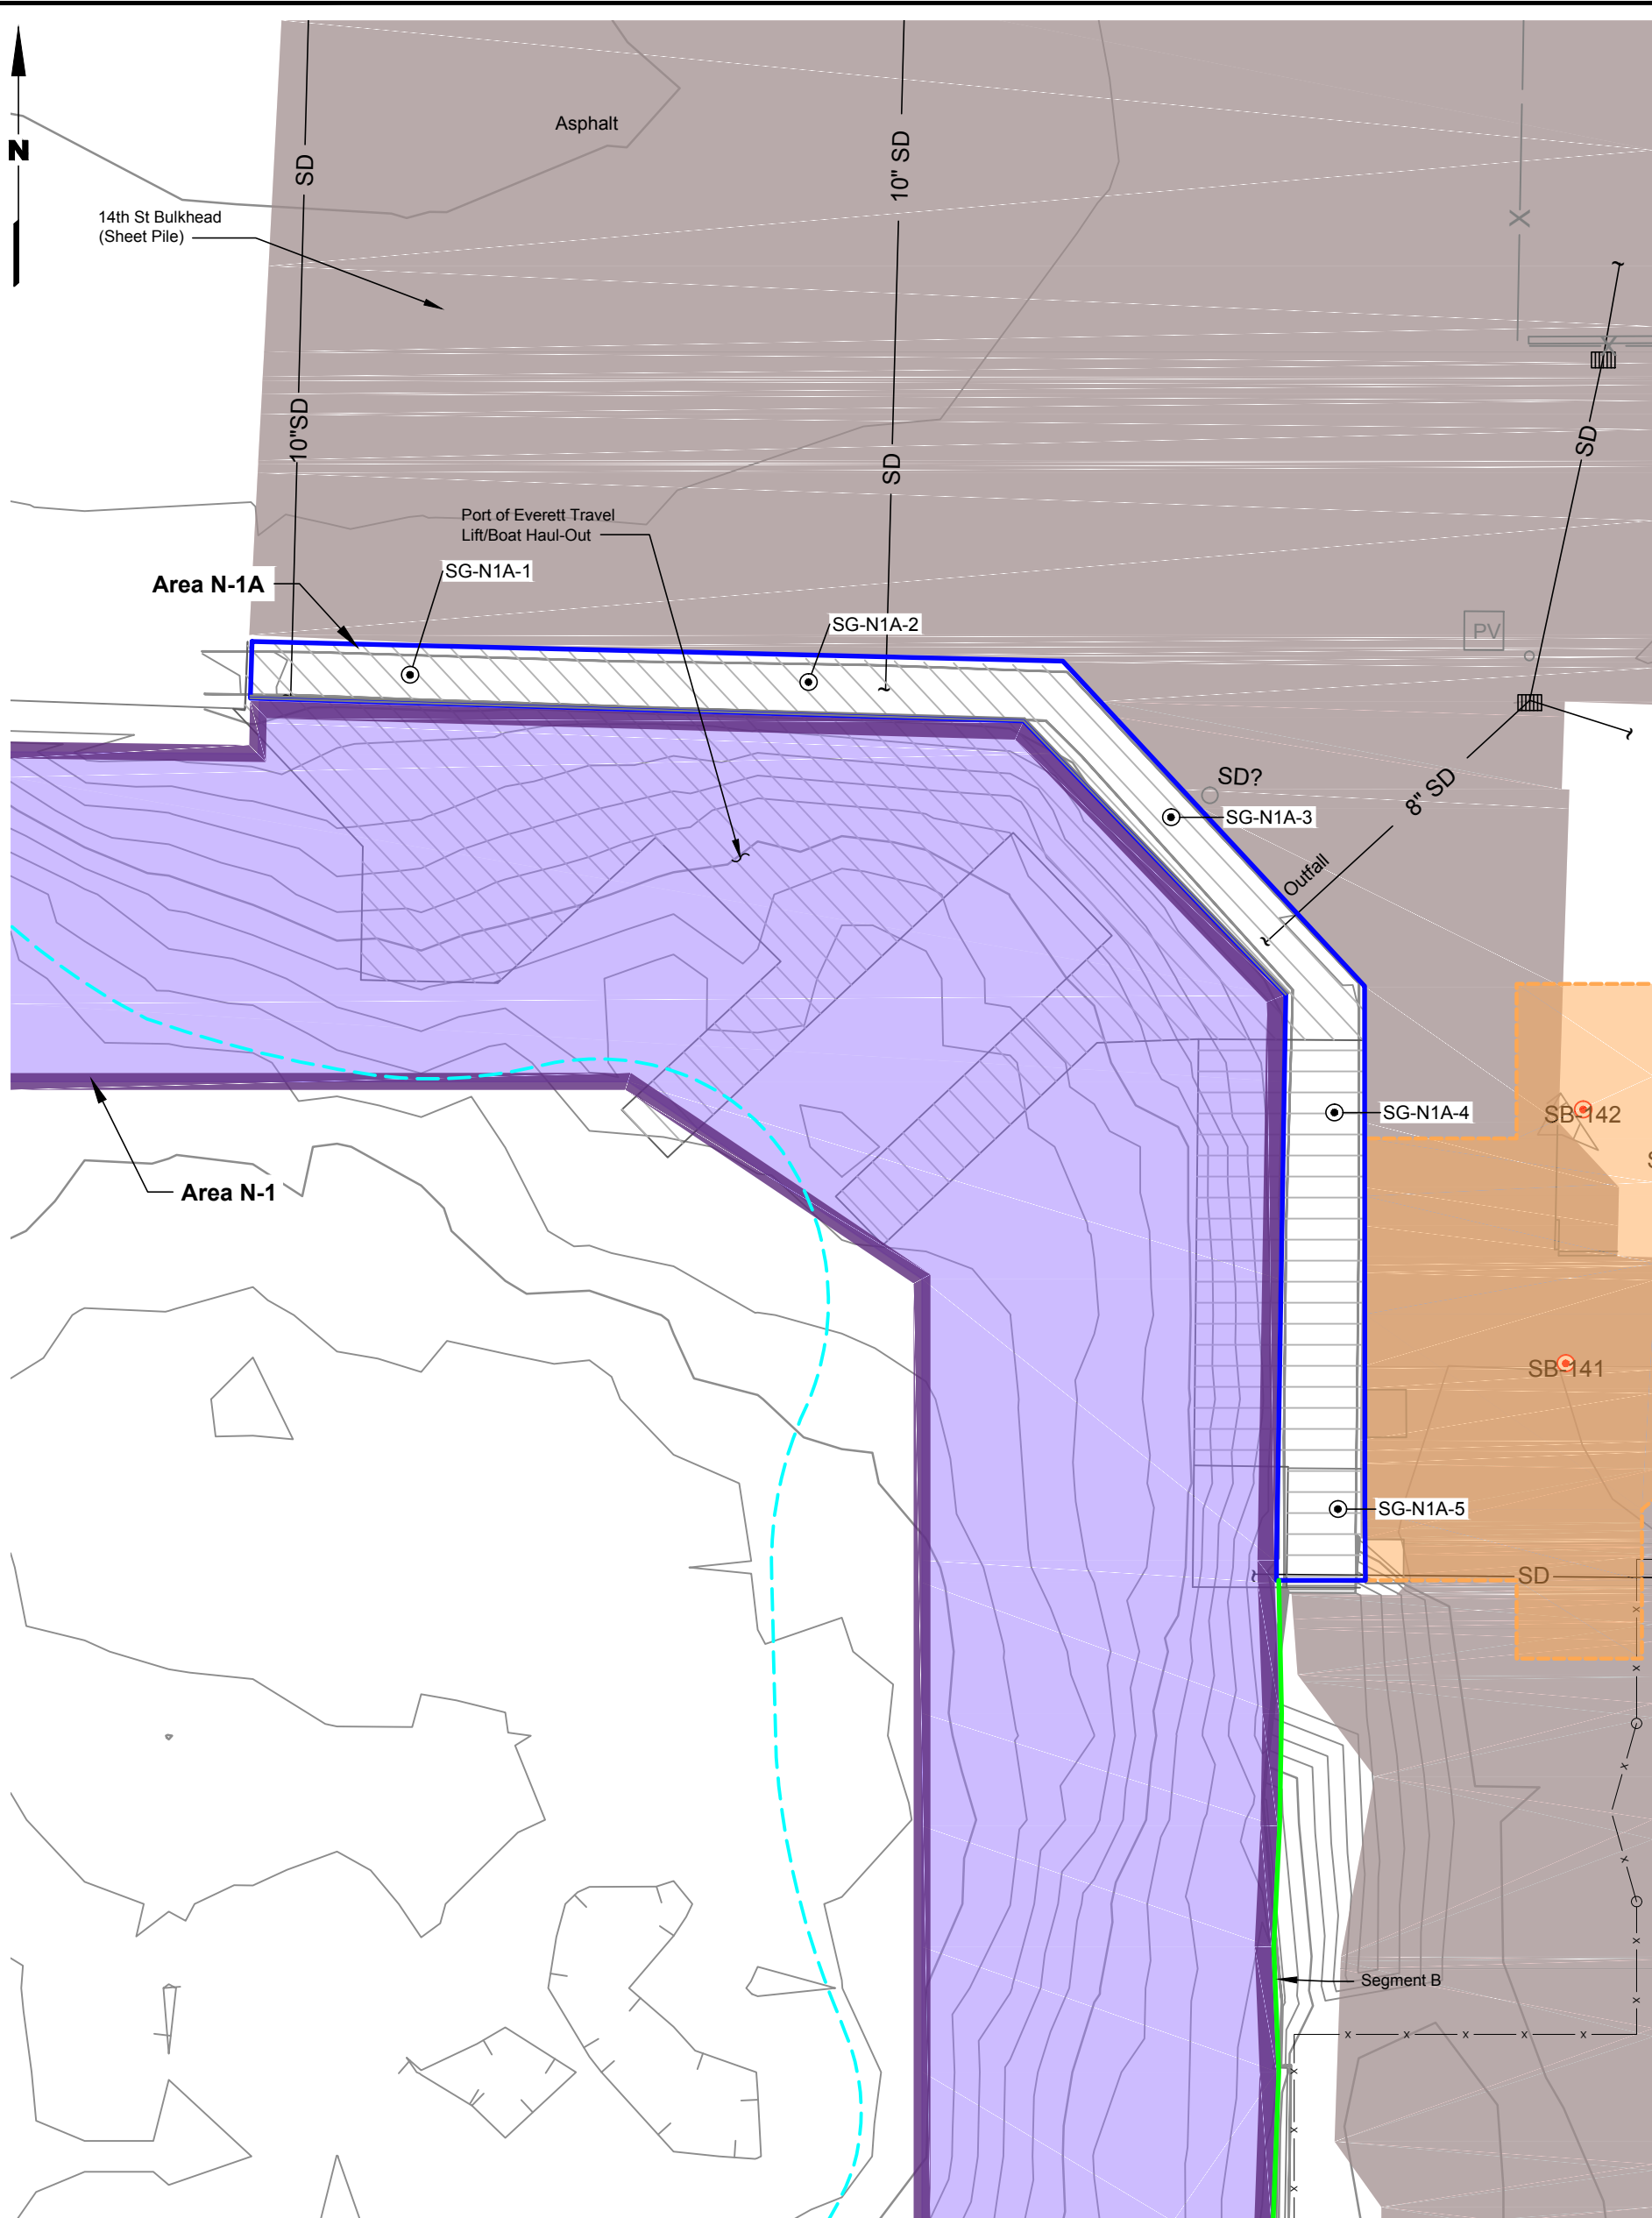 Asphalt
SD
10" SD
N
14th St Bulkhead
(Sheet Pile)
X
X
10"SD
SD
SD
Port of Everett Travel
Lift/Boat Haul-Out
SG-N1A-1
Area N-1A
SG-N1A-2
PV
SD?
8" SD
SG-N1A-3
Outfall
SG-N1A-4
SB-142
Area N-1
SB-141
SG-N1A-5
SD
Segment B